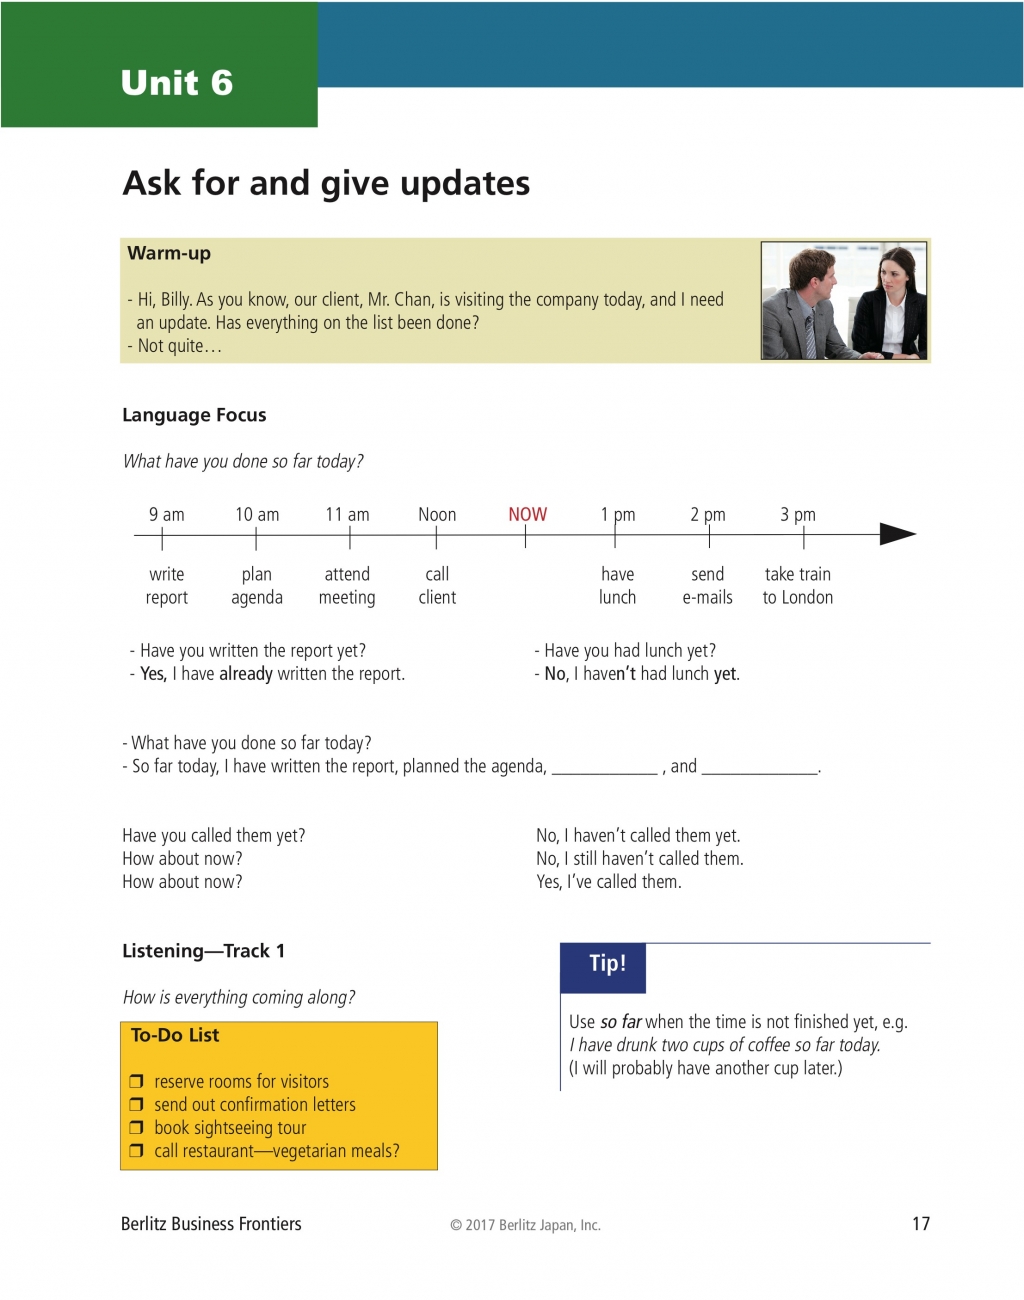 Unit 6
Ask for and give updates
Warm-up
- Hi, Billy. As you know, our client, Mr. Chan, is visiting the company today, and I need
an update. Has everything on the list been done?
- Not quite…
Language Focus
What have you done so far today?
9 am 10 am 11 am Noon NOW 1 pm 2 pm 3 pm
write plan attend call have send take train
report agenda meeting client lunch e-mails to London
- Have you written the report yet?
- Yes, I have already written the report.
- Have you had lunch yet?
- No, I haven’t had lunch yet.
- What have you done so far today?
- So far today, I have written the report, planned the agenda, ____________ , and _____________.
Have you called them yet? No, I haven’t called them yet.
How about now? No, I still haven’t called them.
How about now? Yes, I’ve called them.
Listening—Track 1
How is everything coming along?
To-Do List
❒ reserve rooms for visitors
❒ send out confirmation letters
❒ book sightseeing tour
❒ call restaurant—vegetarian meals?
Tip!
Use so far when the time is not finished yet, e.g.
I have drunk two cups of coffee so far today.
(I will probably have another cup later.)
Berlitz Business Frontiers © 2017 Berlitz Japan, Inc. 17